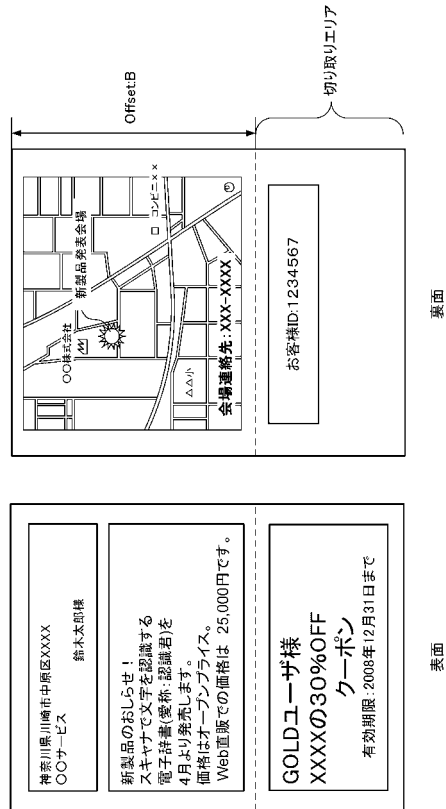 神奈川県川崎市中原区XXXX
〇〇サービス
鈴木太郎様
新製品のおしらせ！
スキャナで文字を認識する
電子辞書(愛称:認識君)を
4月より発売します。
価格はオープンプライス。
Web直販での価格は 25,000円です。
GOLDユーザ様
XXXXの30%OFF
クーポン
有効期限:2008年12月31日まで
表面
〇〇株式会社
新製品発表会場
コンビニ××
△△小
会場連絡先:XXX-XXXX
お客様ID:1234567
Offset:B
切り取りエリア
裏面